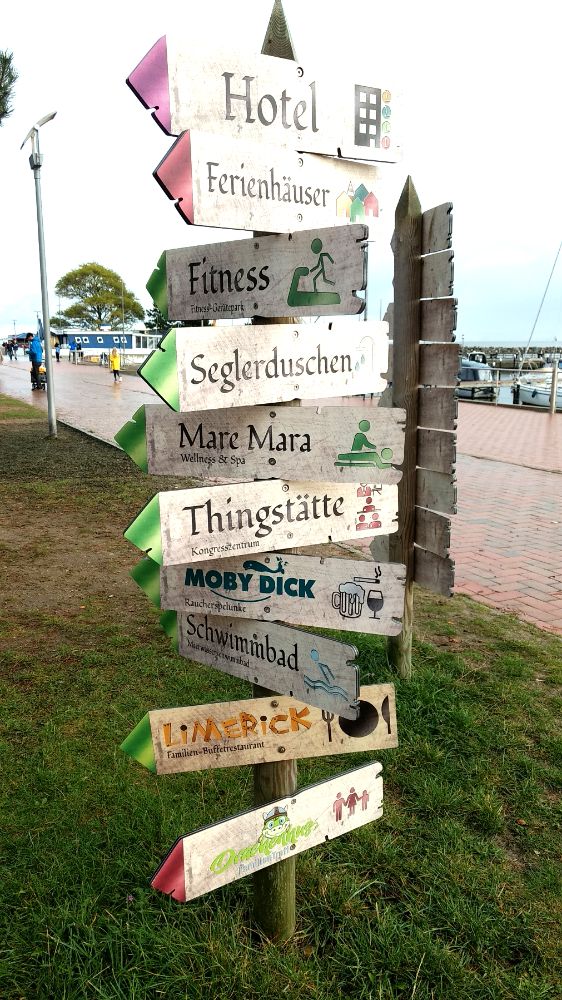 Hotel
Ferienhäuser
Fitness
Fitness-Gerätepark
Seglerduschen
Mare Mara
Wellness & Spa
Thingstätte
Kongresszentrum
MOBY DICK
Raucherspelunke
Schwimmbad
Meerwasserschwimmbad
LiMERicK
Familien-Buffetrestaurant